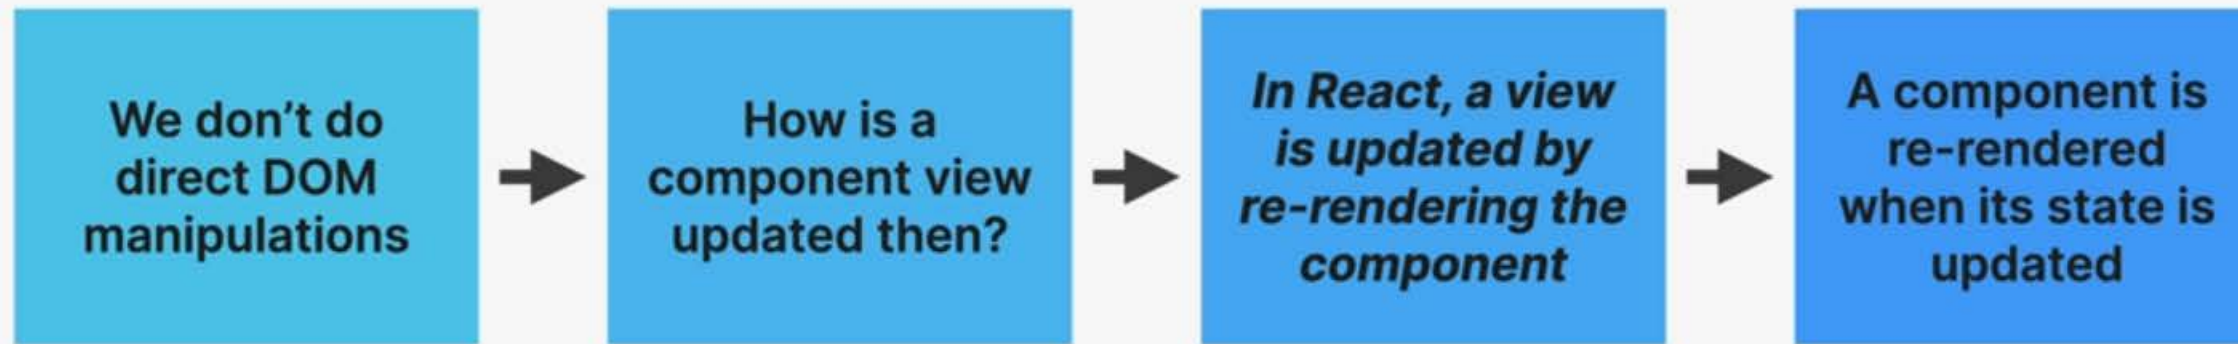 We don’t do
direct DOM
manipulations
How is a
component view
updated then?
In React, a view
is updated by
re-rendering the
component
A component is
re-rendered
when its state is
updated